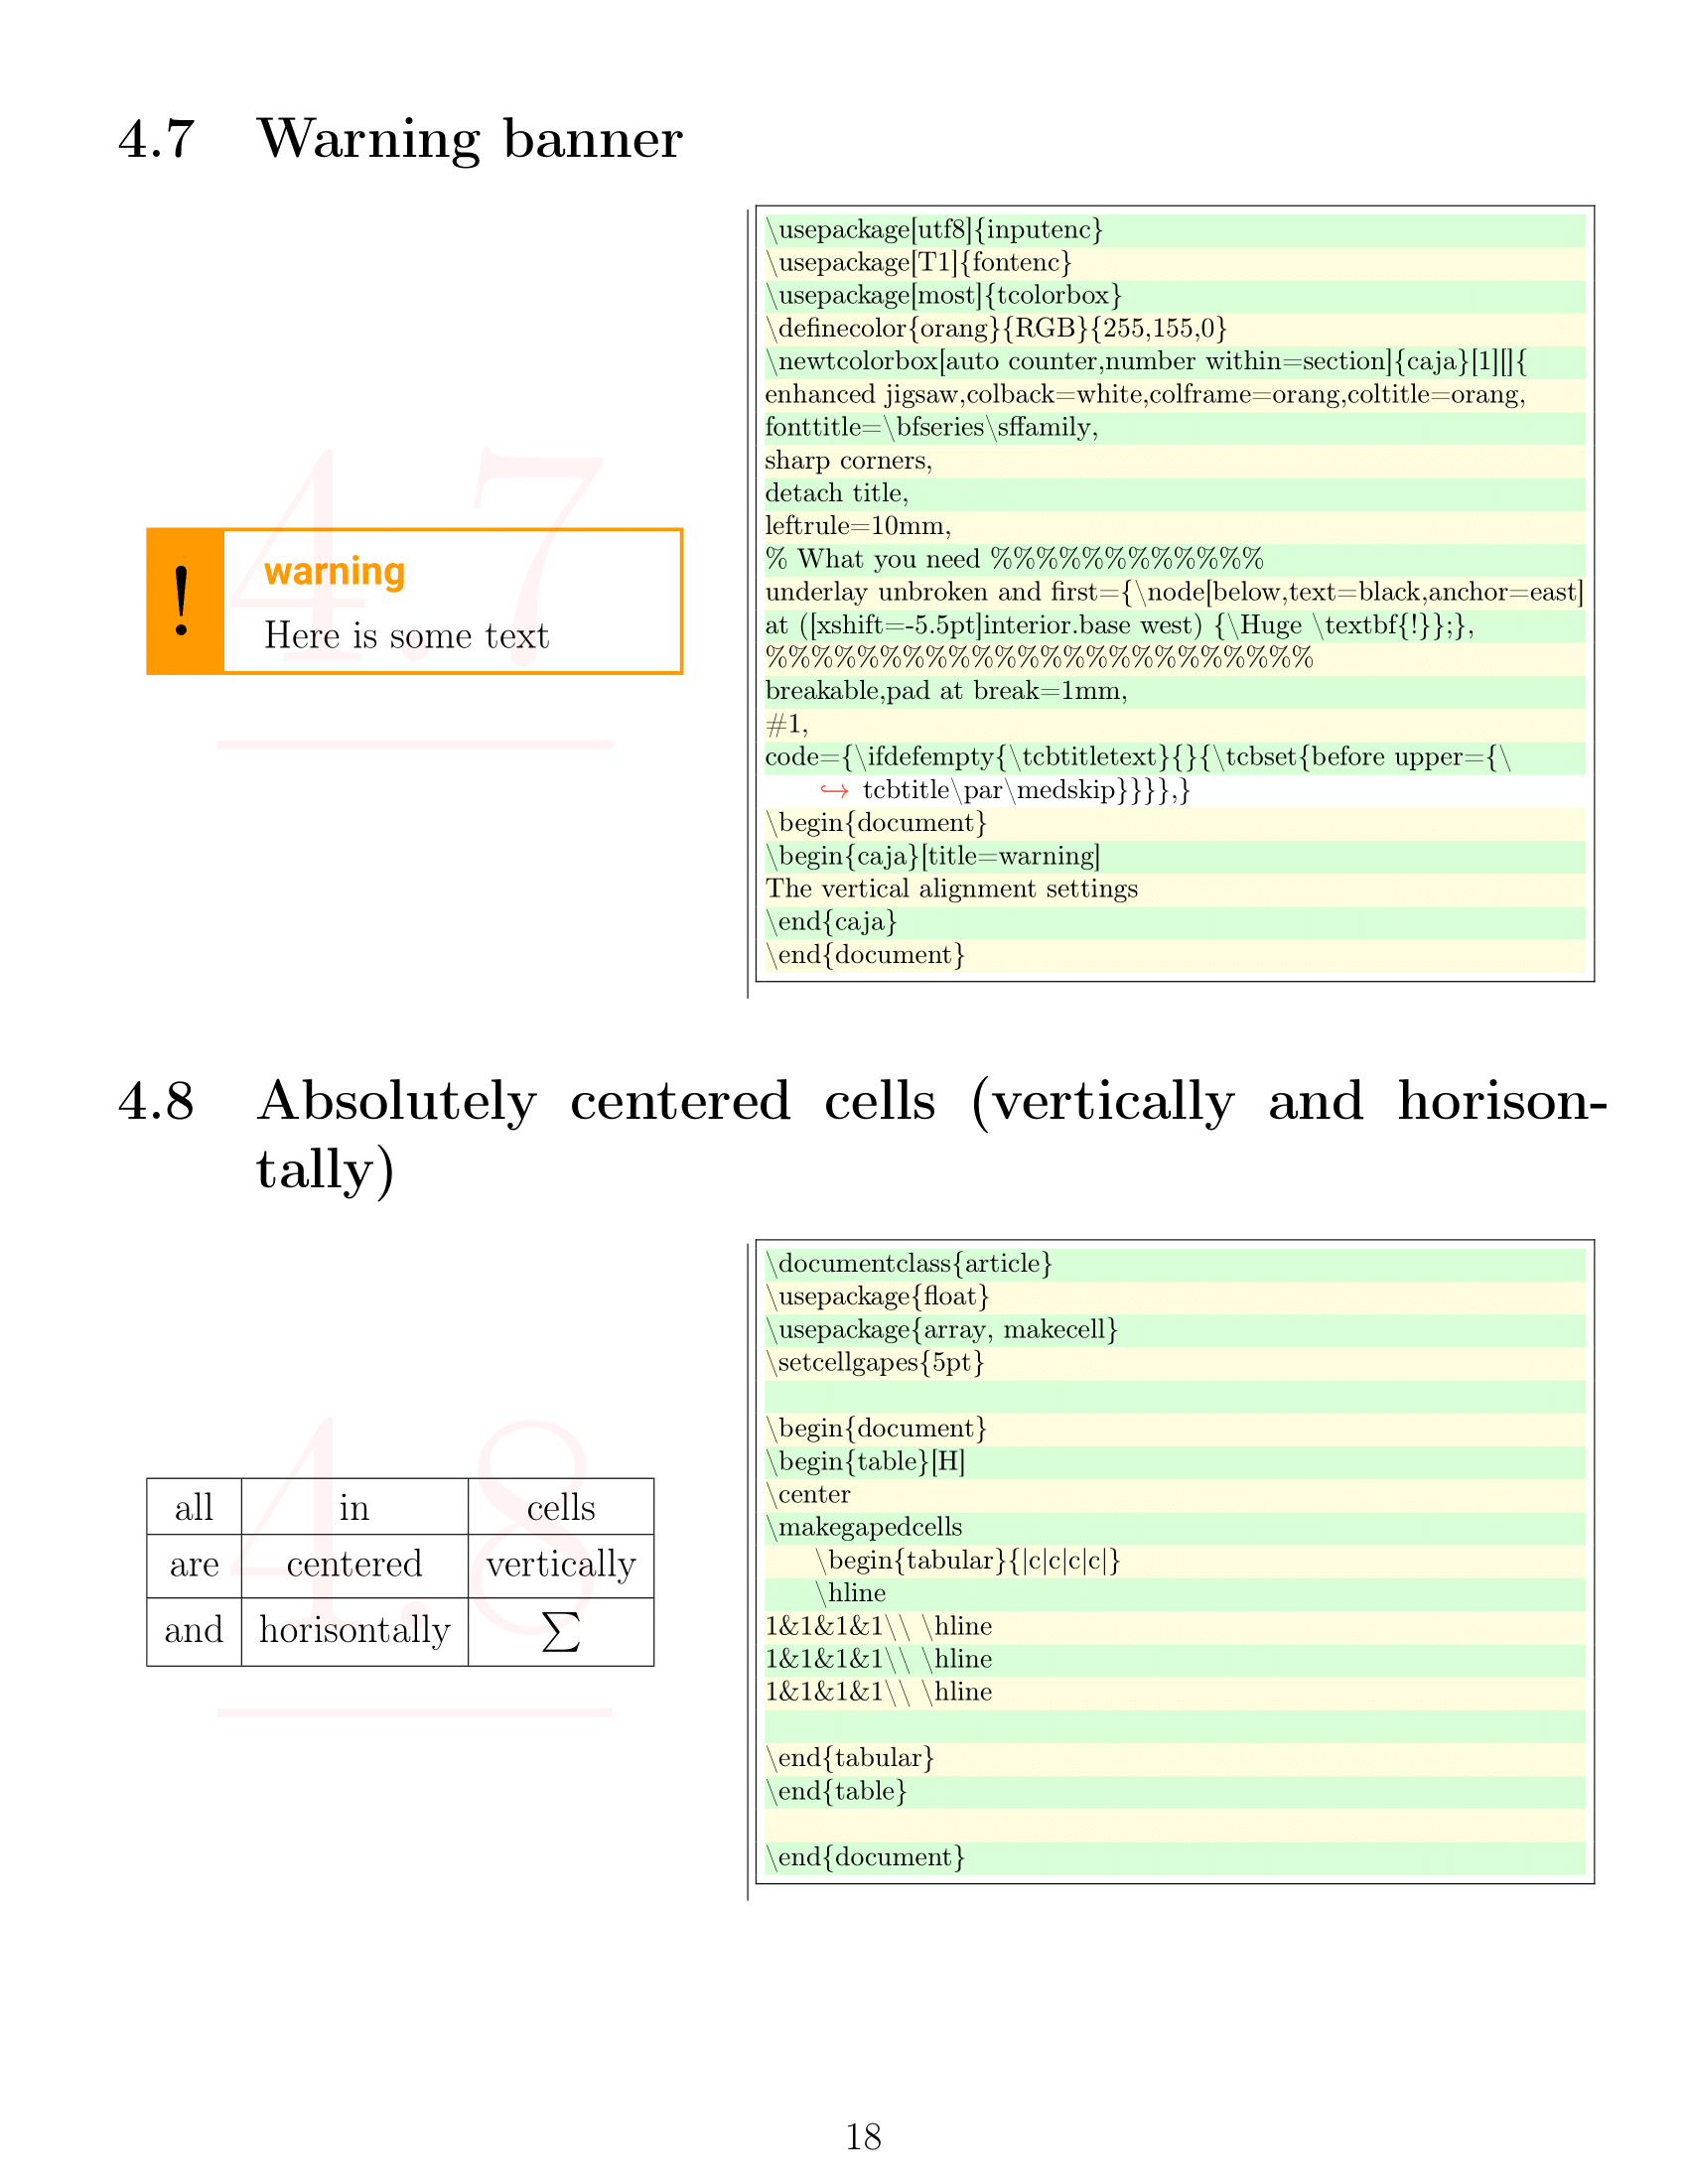 4.7 Warning banner
4.7
!
warning
Here is some text
\usepackage[utf8]{inputenc}
\usepackage[T1]{fontenc}
\usepackage[most]{tcolorbox}
\definecolor{orang}{RGB}{255,155,0}
\newtcolorbox[auto counter,number within=section]{caja}[1][]{
enhanced jigsaw,colback=white,colframe=orang,coltitle=orang,
fonttitle=\bfseries\sffamily,
sharp corners,
detach title,
leftrule=10mm,
% What you need %%%%%%%%%%%%
underlay unbroken and first={\node[below,text=black,anchor=east]
at ([xshift=-5.5pt]interior.base west) {\Huge \textbf{!}};},
%%%%%%%%%%%%%%%%%%%%%%%%
breakable,pad at break=1mm,
#1,
code={\ifdefempty{\tcbtitletext}{}{\tcbset{before upper={\
↪ tcbtitle\par\medskip}}}},}
\begin{document}
\begin{caja}[title=warning]
The vertical alignment settings
\end{caja}
\end{document}
4.8 Absolutely centered cells (vertically and horison-
tally)
4.8
all in cells
are centered vertically
and horisontally ∑
\documentclass{article}
\usepackage{float}
\usepackage{array, makecell}
\setcellgapes{5pt}
\begin{document}
\begin{table}[H]
\center
\makegapedcells
\begin{tabular}{|c|c|c|c|}
\hline
1&1&1&1\\ \hline
1&1&1&1\\ \hline
1&1&1&1\\ \hline
\end{tabular}
\end{table}
\end{document}
18